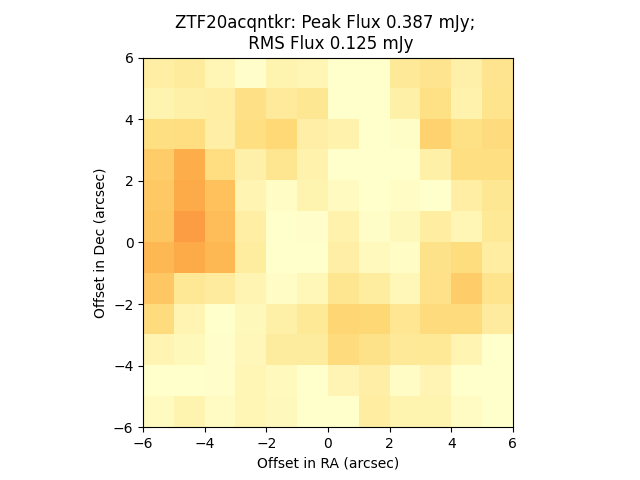 ZTF20acqntkr: Peak Flux 0.387 mJy;
RMS Flux 0.125 mJy
6
4
2
0
−2
−4
−6
Offset in Dec (arcsec)
−6 −4 −2 0 2 4 6
Offset in RA (arcsec)